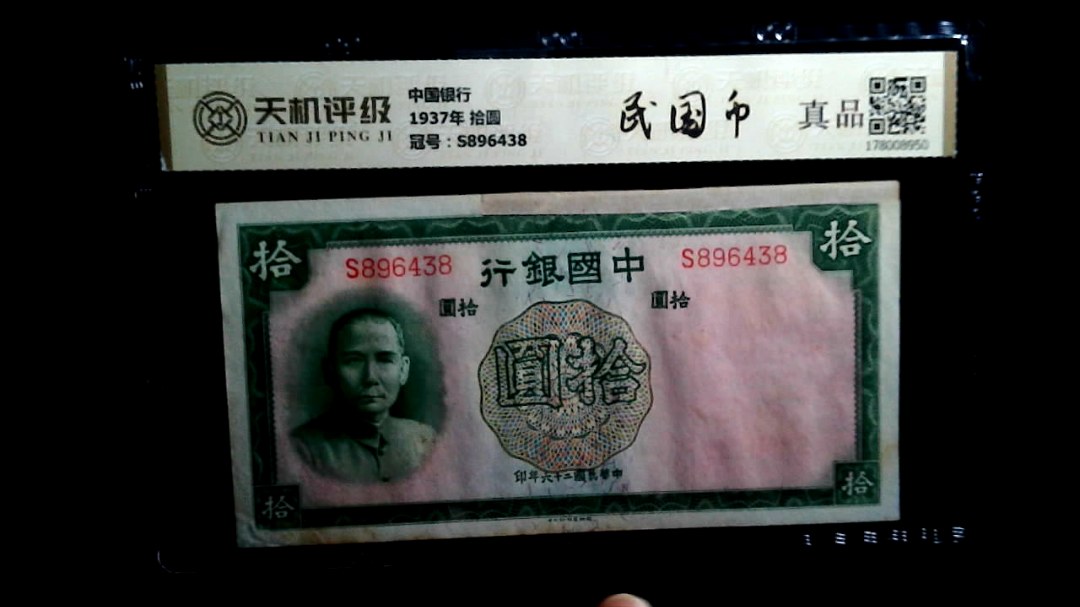 天机评级
TIAN JI PING JI
中国银行
1937年 拾圆
冠号：S896438
民国币
真品
178008950
拾
拾
S896438
行銀國中
S896438
圓拾
圓拾
圓拾
印年六十二國民華中
拾
拾